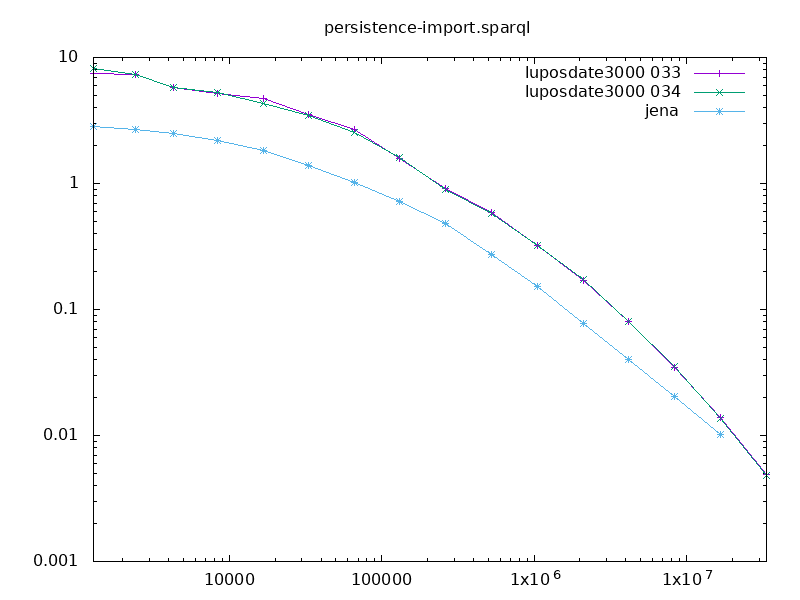 persistence-import.sparql
10
luposdate3000 033
luposdate3000 034
jena
1
0.1
0.01
0.001
10000 100000 1x10^6 1x10^7